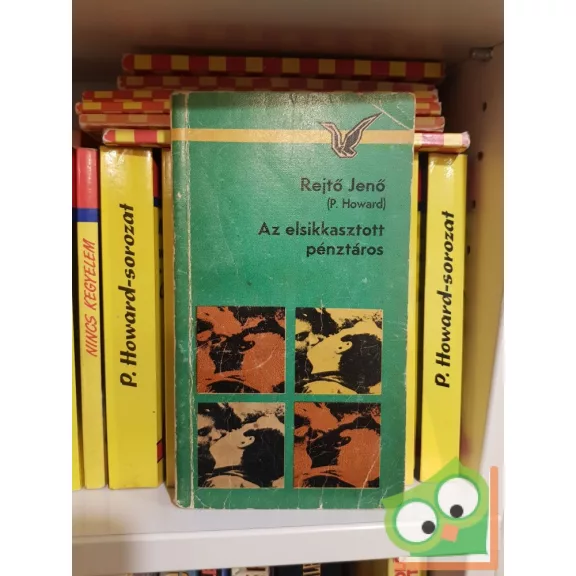 Rejtő Jenő
(P. Howard)
Az elsikkasztott
pénztáros
NINCS KEGYELEM
P. Howard-sorozat
P. Howard-sorozat